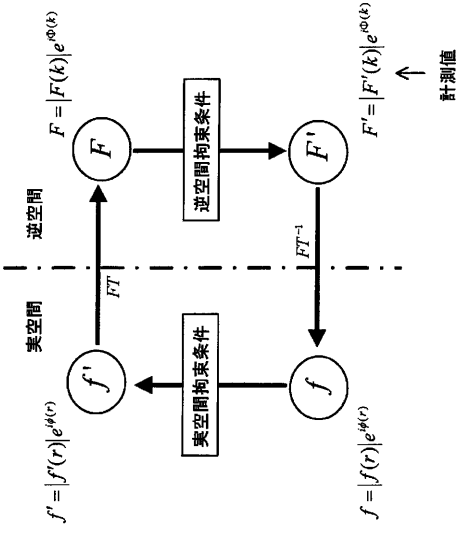 実空間 逆空間
f'=|f'(r)|e^{iϕ(r)}
F=|F(k)|e^{iΦ(k)}
f'
FT
F
実空間拘束条件
逆空間拘束条件
f
FT^{-1}
F'
f=|f(r)|e^{iϕ(r)}
F'=|F'(k)|e^{iΦ(k)}
計測値